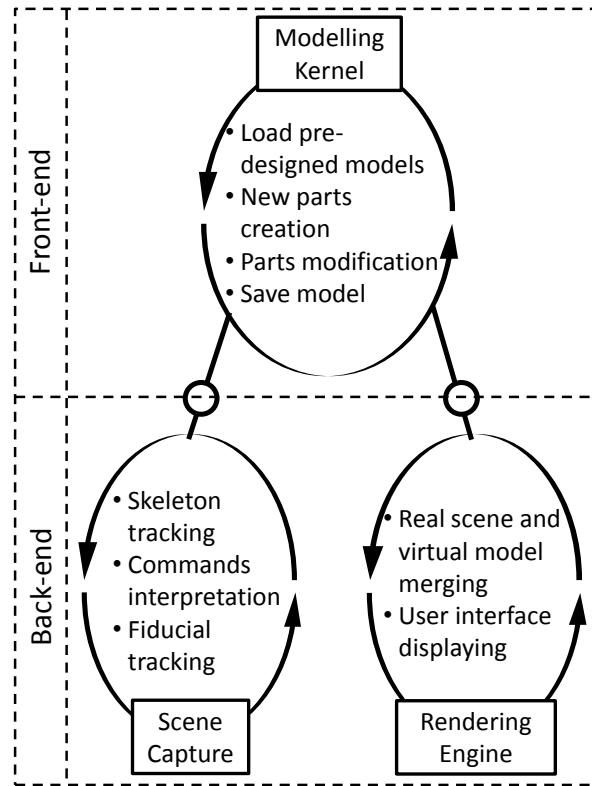 Front-end
Modelling
Kernel
• Load pre-
designed models
• New parts
creation
• Parts modification
• Save model
Back-end
• Skeleton
tracking
• Commands
interpretation
• Fiducial
tracking
Scene
Capture
• Real scene and
virtual model
merging
• User interface
displaying
Rendering
Engine